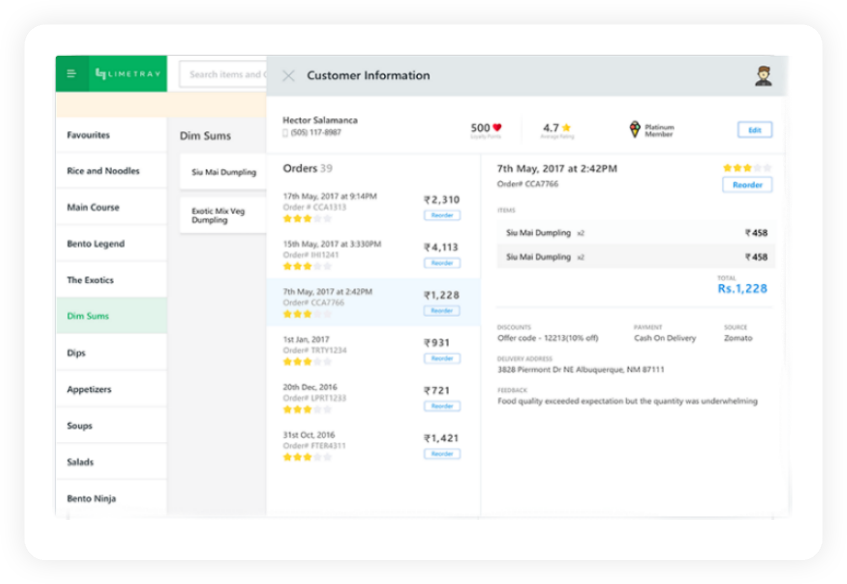 LIMETRAY
Search items and C
Customer Information
Favourites
Rice and Noodles
Main Course
Bento Legend
The Exotics
Dim Sums
Dips
Appetizers
Soups
Salads
Bento Ninja
Dim Sums
Siu Mai Dumpling
Exotic Mix Veg
Dumpling
Hector Salamanca
(505) 117-8987
500
Loyalty Points
4.7
Average Rating
Platinum
Member
Edit
Orders 39
17th May, 2017 at 9:14PM
Order # CCA1313
₹2,310
Reorder
15th May, 2017 at 3:330PM
Order# IHI1241
₹4,113
Reorder
7th May, 2017 at 2:42PM
Order# CCA7766
₹1,228
Reorder
1st Jan, 2017
Order# TRTY1234
₹931
Reorder
20th Dec, 2016
Order# LPRT1233
₹721
Reorder
31st Oct, 2016
Order# FTER4311
₹1,421
Reorder
7th May, 2017 at 2:42PM
Order# CCA7766
Reorder
ITEMS
Siu Mai Dumpling x2 ₹458
Siu Mai Dumpling x2 ₹458
TOTAL
Rs.1,228
DISCOUNTS
Offer code - 12213(10% off)
PAYMENT
Cash On Delivery
SOURCE
Zomato
DELIVERY ADDRESS
3828 Piermont Dr NE Albuquerque, NM 87111
FEEDBACK
Food quality exceeded expectation but the quantity was underwhelming